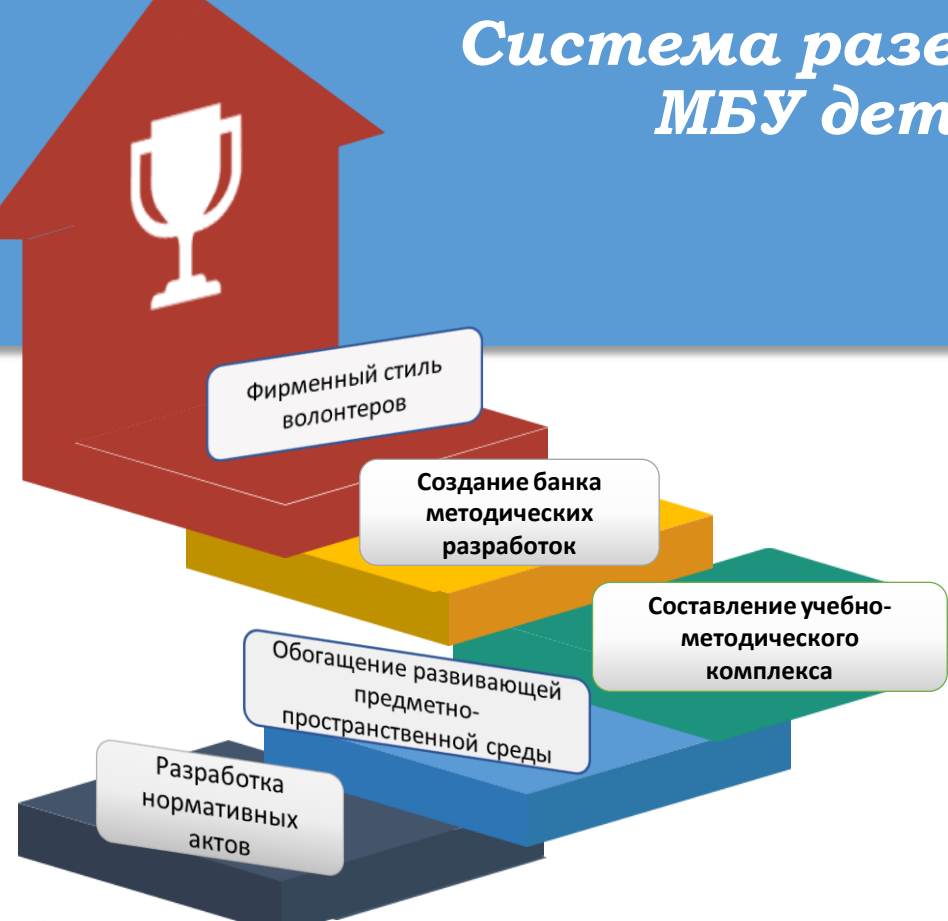 Система разв
МБУ дет
Фирменный стиль
волонтеров
Создание банка
методических
разработок
Составление учебно-
методического
комплекса
Обогащение развивающей
предметно-
пространственной среды
Разработка
нормативных
актов